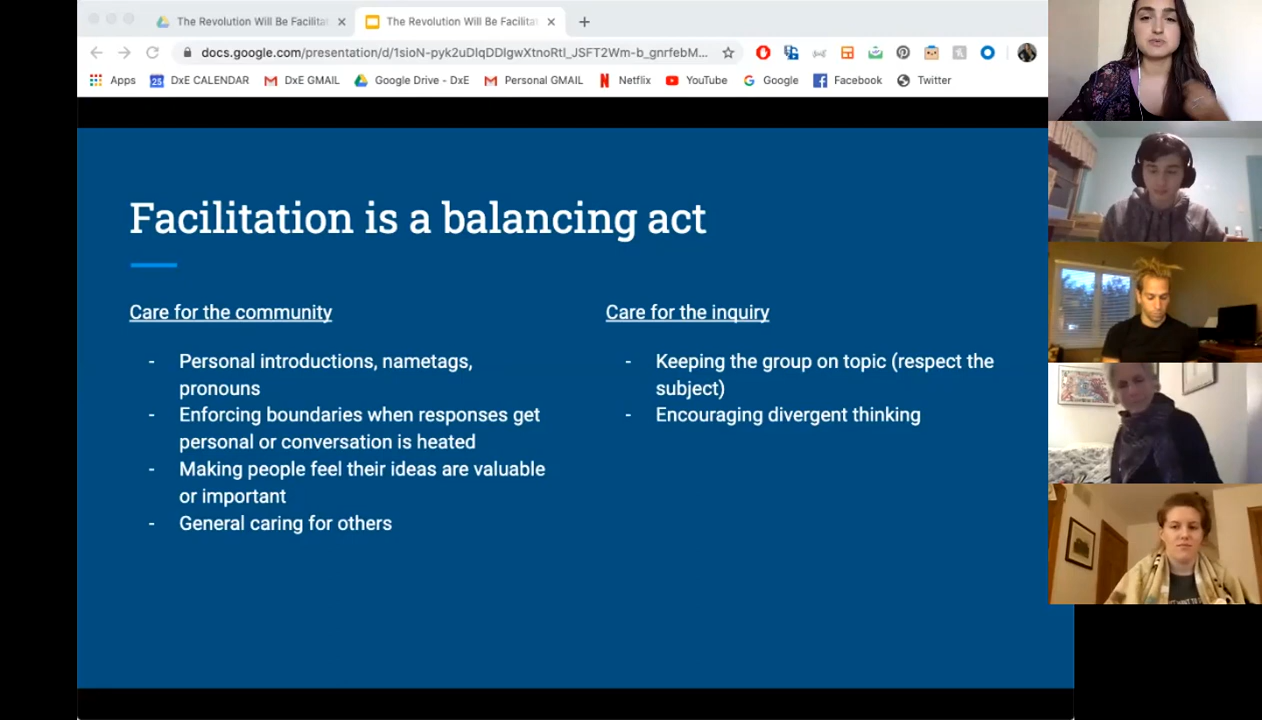 The Revolution Will Be Facilita
The Revolution Will Be Facilita
docs.google.com/presentation/d/1sioN-pyk2uDlqDDIgwXtnoRtl_JSFT2Wm-b_gnrfebM...
Apps 25 DxE CALENDAR DxE GMAIL Google Drive - DxE Personal GMAIL Netflix YouTube Google Facebook Twitter
Facilitation is a balancing act
Care for the community
- Personal introductions, nametags,
pronouns
- Enforcing boundaries when responses get
personal or conversation is heated
- Making people feel their ideas are valuable
or important
- General caring for others
Care for the inquiry
- Keeping the group on topic (respect the
subject)
- Encouraging divergent thinking